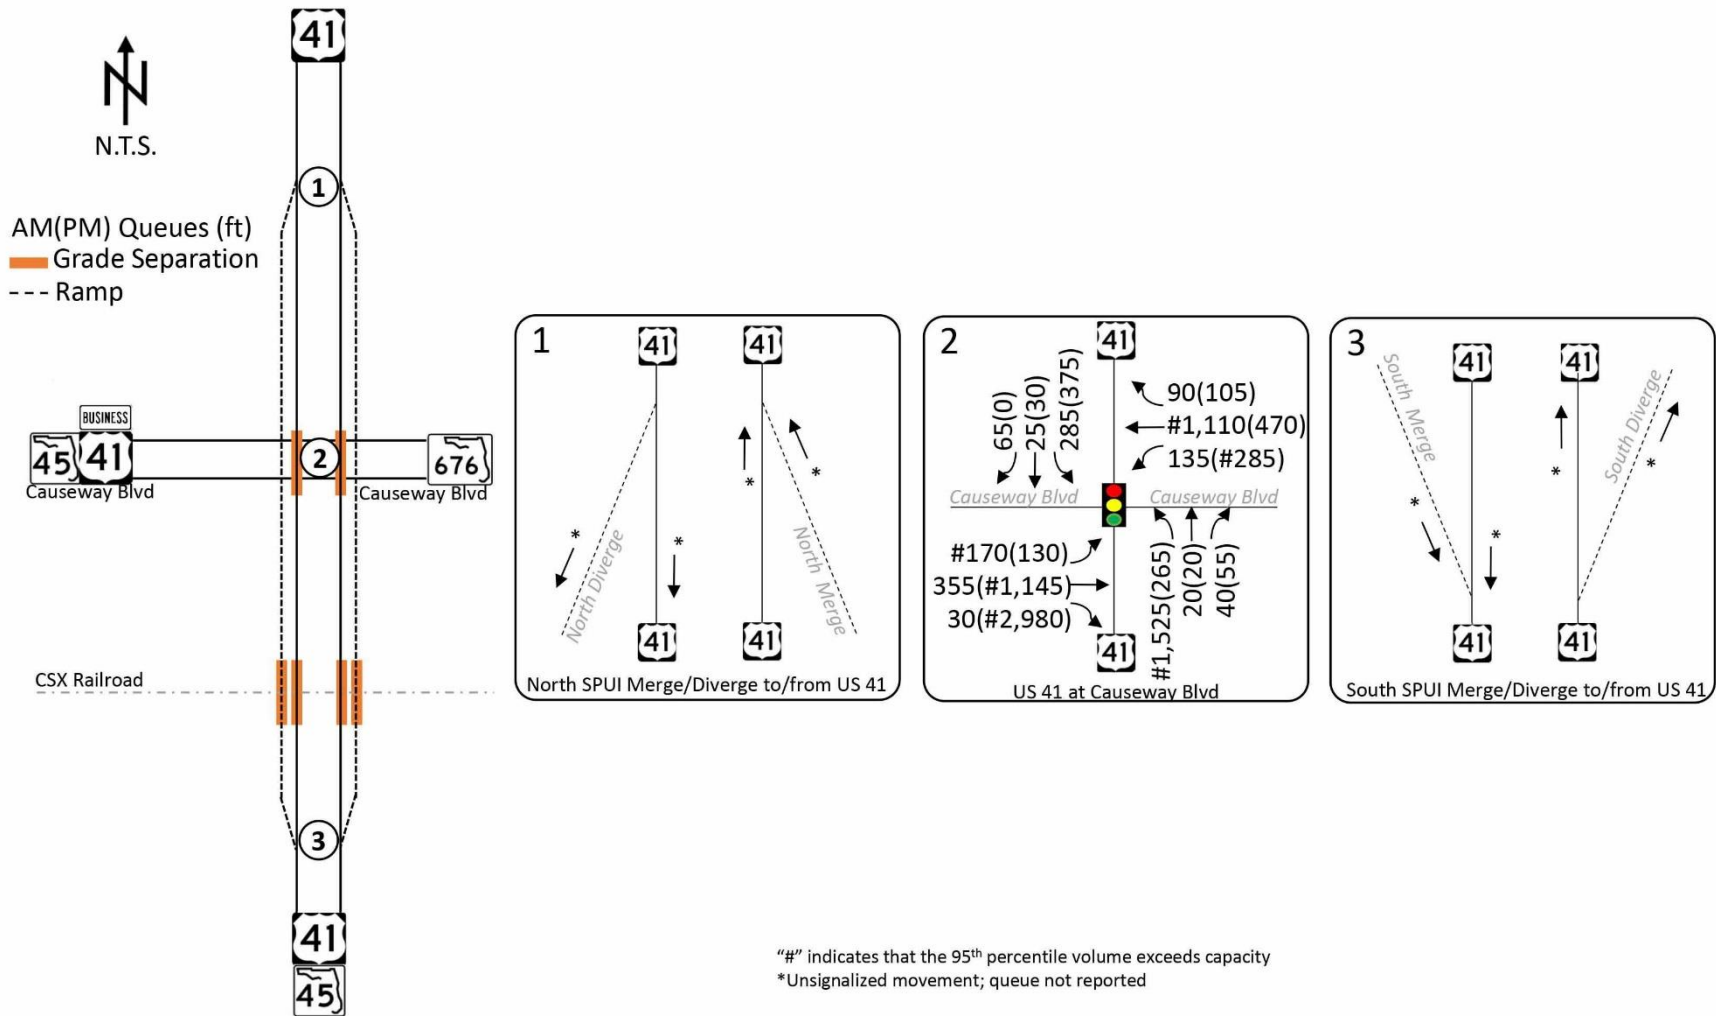 41
N
N.T.S.
1
AM(PM) Queues (ft)
Grade Separation
--- Ramp
BUSINESS
45 41
2
676
Causeway Blvd
Causeway Blvd
CSX Railroad
3
41
45
1
41 41
*
*
*
*
North Diverge
North Merge
41 41
North SPUI Merge/Diverge to/from US 41
2
41
650(0)
25(30)
285(375)
90(105)
#1,110(470)
135(#285)
Causeway Blvd
Causeway Blvd
#170(130)
355(#1,145)
30(#2,980)
#1,525(265)
20(20)
40(55)
41
US 41 at Causeway Blvd
3
41 41
South Merge
South Diverge
*
*
*
*
41 41
South SPUI Merge/Diverge to/from US 41
"#" indicates that the 95th percentile volume exceeds capacity
*Unsignalized movement; queue not reported